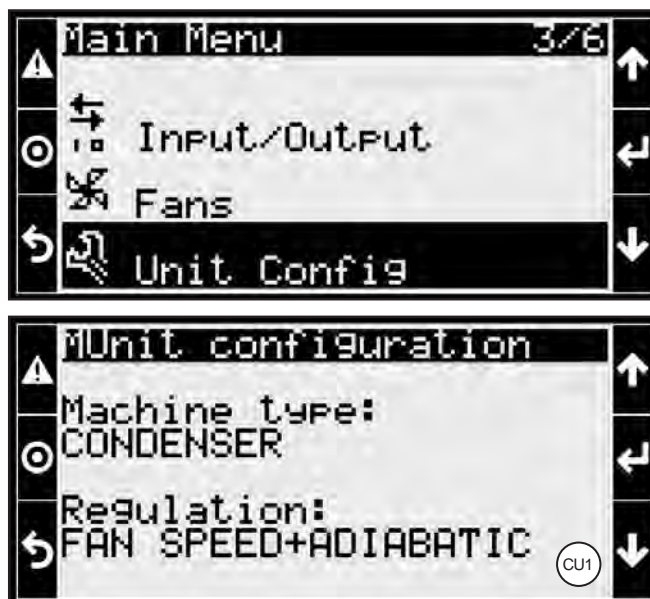 Main Menu 3/6
Input/Output
Fans
Unit Config
MUnit configuration
Machine type:
CONDENSER
Regulation:
FAN SPEED+ADIABATIC
CU1